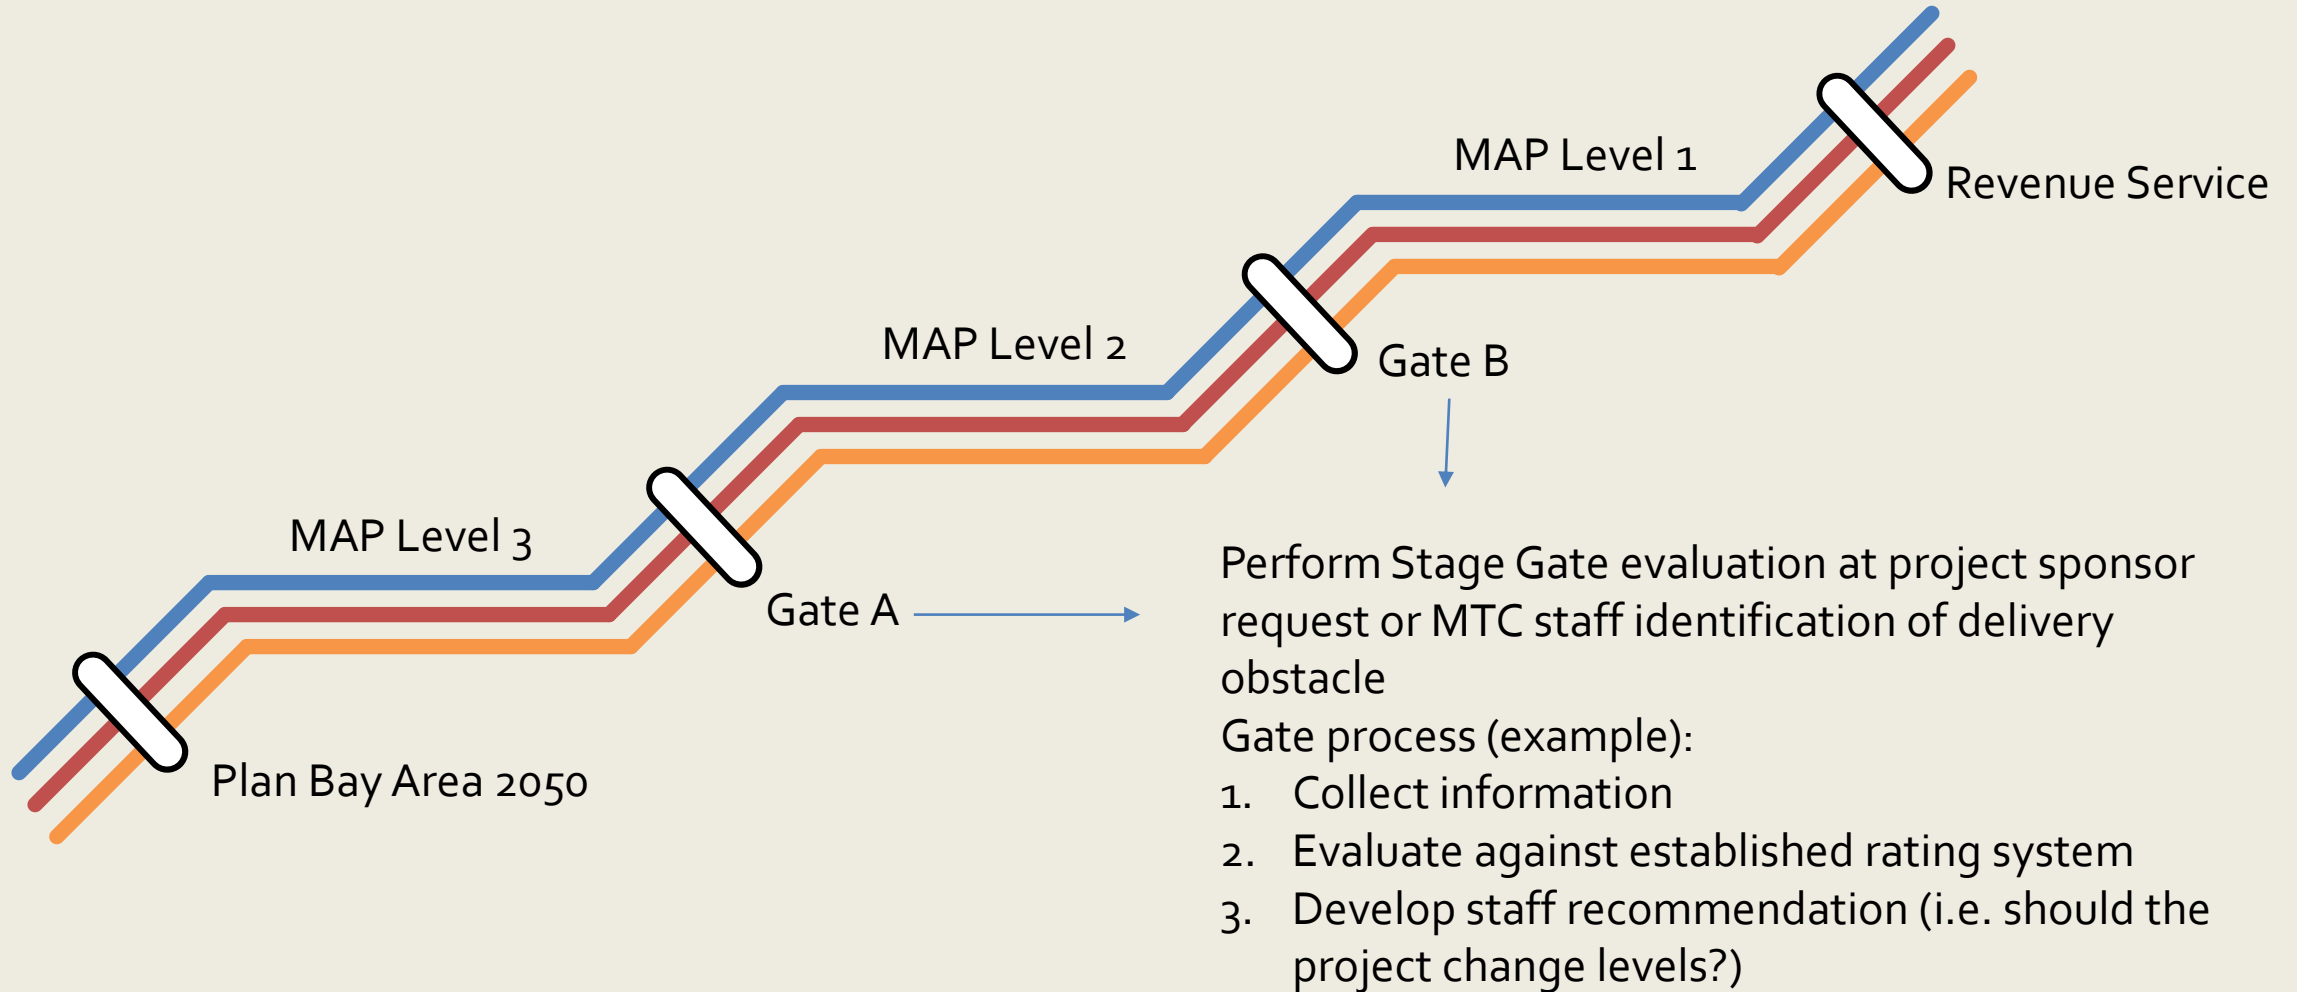 MAP Level 1
Revenue Service
MAP Level 2
Gate B
MAP Level 3
Gate A
Plan Bay Area 2050
Perform Stage Gate evaluation at project sponsor
request or MTC staff identification of delivery
obstacle
Gate process (example):
1. Collect information
2. Evaluate against established rating system
3. Develop staff recommendation (i.e. should the
project change levels?)